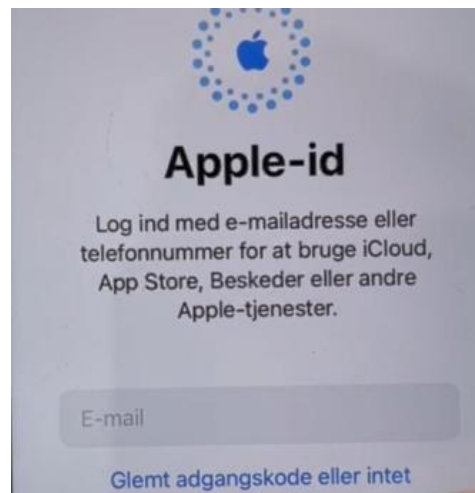 Apple-id
Log ind med e-mailadresse eller
telefonnummer for at bruge iCloud,
App Store, Beskeder eller andre
Apple-tjenester.
E-mail
Glemt adgangskode eller intet